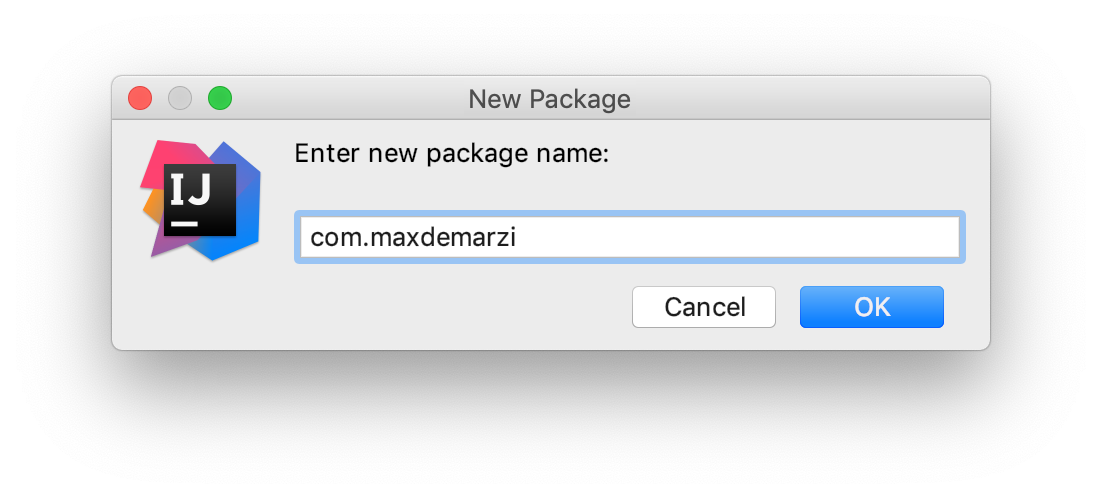 New Package
IJ
Enter new package name:
com.maxdemarzi
Cancel
OK